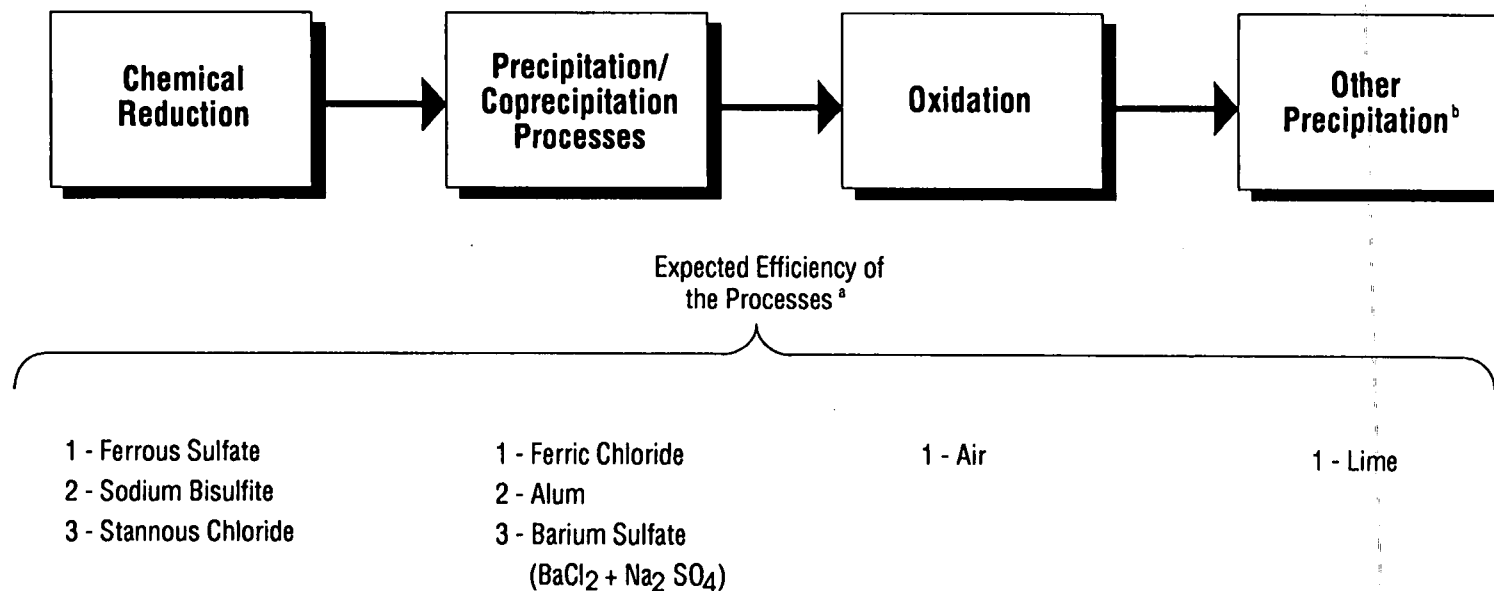 Chemical
Reduction
Precipitation/
Coprecipitation
Processes
Oxidation
Other
Precipitation b
Expected Efficiency of
the Processes a
1 - Ferrous Sulfate
2 - Sodium Bisulfite
3 - Stannous Chloride
1 - Ferric Chloride
2 - Alum
3 - Barium Sulfate
(BaCl2 + Na2 SO4)
1 - Air
1 - Lime